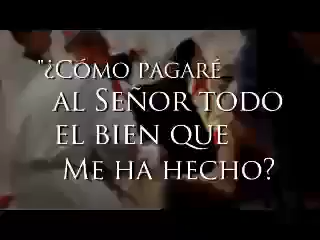 "¿Cómo pagaré
al Señor todo
el bien que
Me ha hecho?